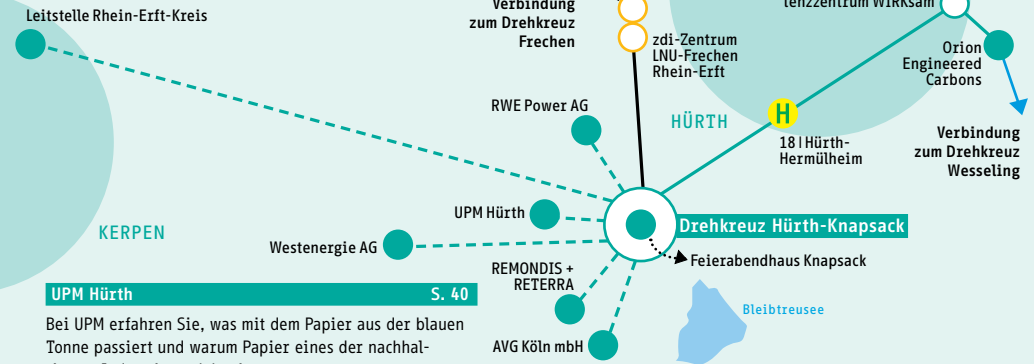 Leitstelle Rhein-Erft-Kreis
Verbindung
zum Drehkreuz
Frechen
zdi-Zentrum
LNU-Frechen
Rhein-Erft
tenzzentrum WIRKsam
Orion
Engineered
Carbons
Verbindung
zum Drehkreuz
Wesseling
RWE Power AG
HÜRTH
H
18 | Hürth-
Hermülheim
UPM Hürth
Drehkreuz Hürth-Knapsack
KERPEN
Westenergie AG
Feierabendhaus Knapsack
REMONDIS +
RETERRA
Bleibtreusee
AVG Köln mbH
UPM Hürth S. 40
Bei UPM erfahren Sie, was mit dem Papier aus der blauen
Tonne passiert und warum Papier eines der nachhal-